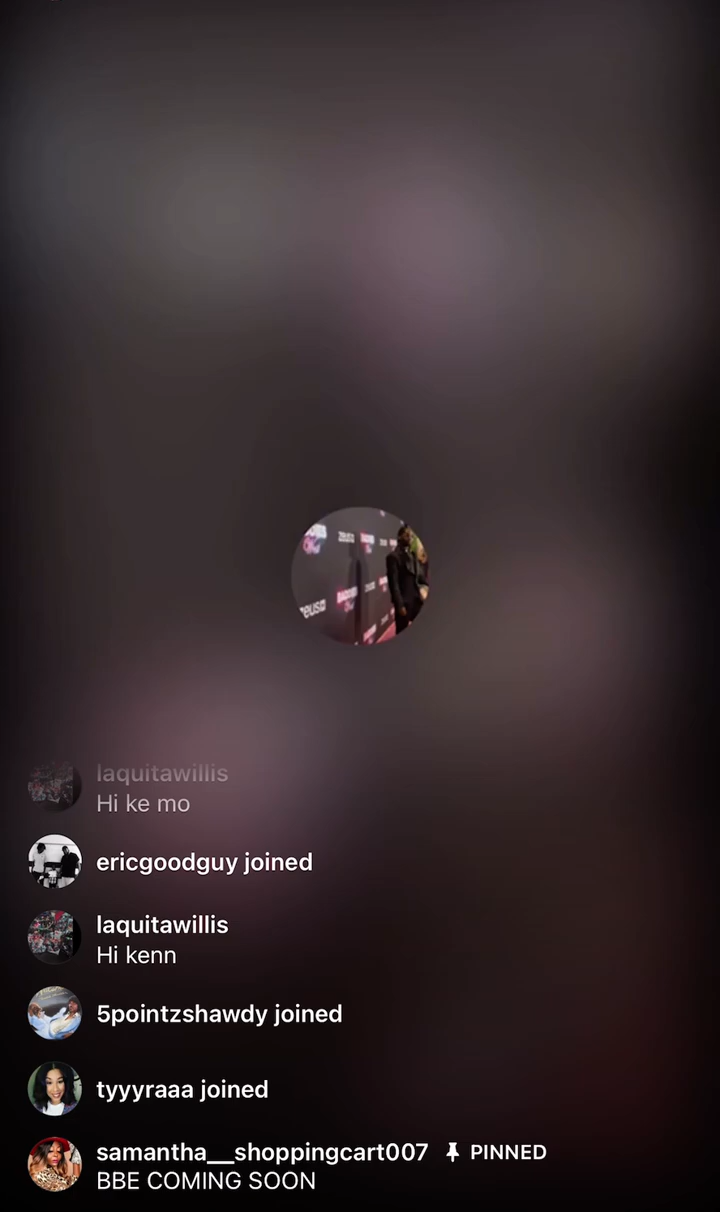 laquitawillis
Hi ke mo
ericgoodguy joined
laquitawillis
Hi kenn
5pointzshawdy joined
tyyyraaa joined
samantha__shoppingcart007 PINNED
BBE COMING SOON